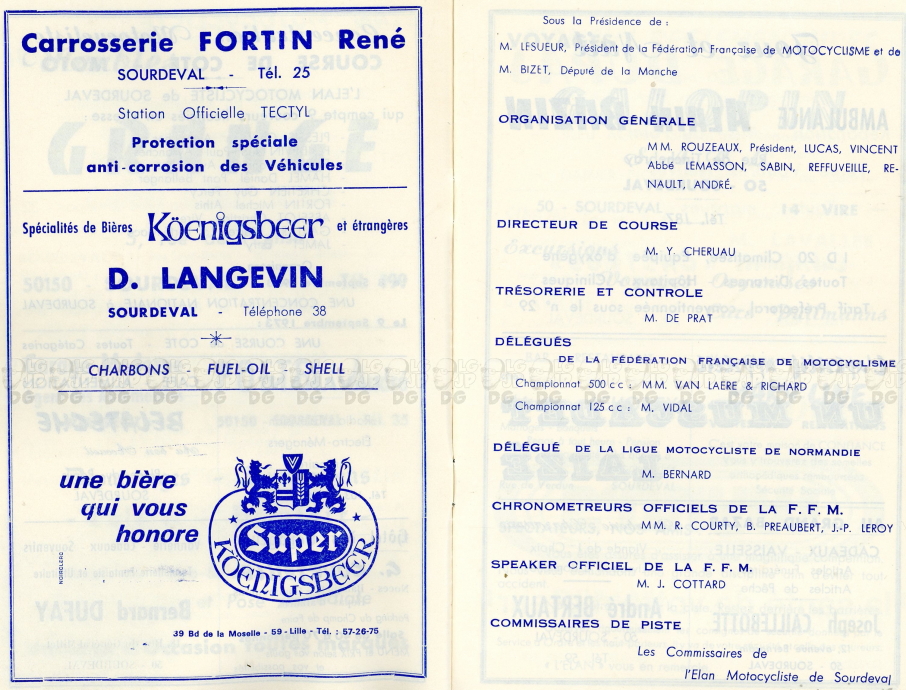 Carrosserie FORTIN René
SOURDEVAL - Tél. 25
Station Officielle TECTYL
Protection spéciale
anti-corrosion des Véhicules
Spécialités de Bières Köenigsbeer et étrangères
D. LANGEVIN
SOURDEVAL - Téléphone 38
CHARBONS - FUEL-OIL - SHELL
une bière
qui vous
honore
Super
KOENIGSBEER
NOIRCLERC
39 Bd de la Moselle - 59 - Lille - Tél. : 57-26-75
Sous la Présidence de :
M. LESUEUR, Président de la Fédération Française de MOTOCYCLISME et de
M. BIZET, Député de la Manche
ORGANISATION GÉNÉRALE
MM. ROUZEAUX, Président, LUCAS, VINCENT
Abbé LEMASSON, SABIN, REFFUVEILLE, RE-
NAULT, ANDRÉ.
DIRECTEUR DE COURSE
M. Y. CHERUAU
TRÉSORERIE ET CONTROLE
M. DE PRAT
DÉLÉGUÉS
DE LA FÉDÉRATION FRANÇAISE DE MOTOCYCLISME
Championnat 500 cc : MM. VAN LAERE & RICHARD
Championnat 125 cc : M. VIDAL
DÉLÉGUÉ DE LA LIGUE MOTOCYCLISTE DE NORMANDIE
M. BERNARD
CHRONOMETREURS OFFICIELS DE LA F. F. M.
MM. R. COURTY, B. PREAUBERT, J.-P. LEROY
SPEAKER OFFICIEL DE LA F. F. M.
M. J. COTTARD
COMMISSAIRES DE PISTE
Les Commissaires de
l'Elan Motocycliste de Sourdeval